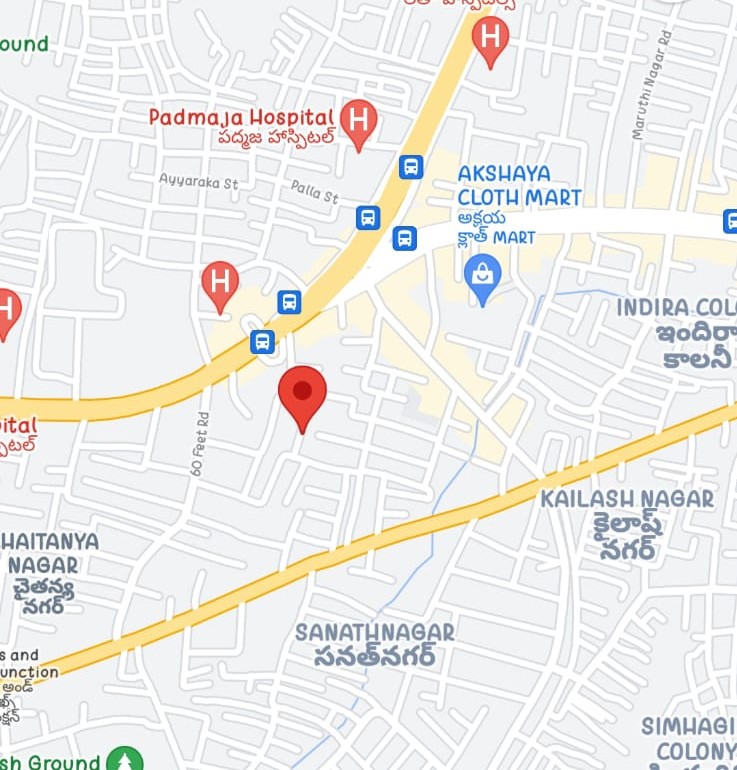 ound
Padmaja Hospital
పద్మజ హాస్పిటల్
Maruthi Nagar Rd
Ayyaraka St
Palla St
AKSHAYA
CLOTH MART
అక్షయ
క్లాత్ MART
INDIRA COLO
ఇందిరా
కాలనీ
ital
స్పిటల్
60 Feet Rd
KAILASH NAGAR
కైలాష్
నగర్
HAITANYA
NAGAR
చైతన్య
నగర్
SANATHNAGAR
సనత్‌నగర్
s and
unction
SIMHAGI
COLONY
sh Ground